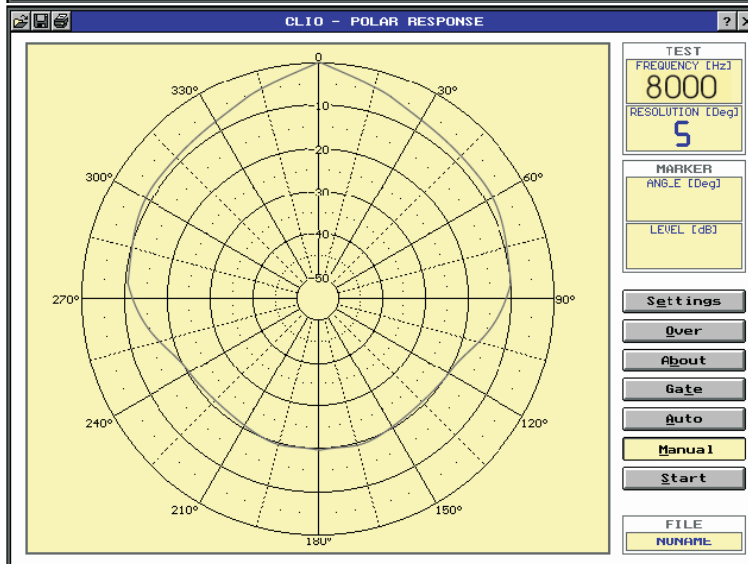 CLIO - POLAR RESPONSE
?
0
330°
30°
-10
-20
300°
60°
-30
-40
-50
270°
90°
240°
120°
210°
150°
180°
TEST
FREQUENCY [Hz]
8000
RESOLUTION [Deg]
5
MARKER
ANGLE [Deg]
LEVEL [dB]
Settings
Over
About
Gate
Auto
Manual
Start
FILE
NONAME